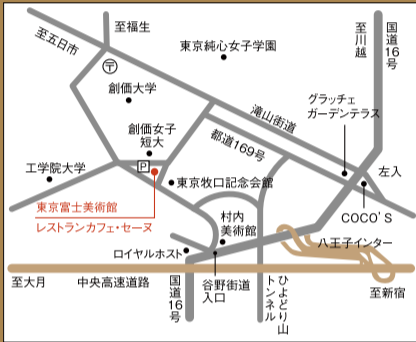 至福生
至五日市
東京純心女子学園
至川越
国道16号
〒
創価大学
滝山街道
グラッチェ
ガーデンテラス
創価女子
短大
都道169号
工学院大学
P
東京牧口記念会館
左入
東京富士美術館
レストランカフェ・セーヌ
村内
美術館
COCO'S
ロイヤルホスト
八王子インター
至大月
中央高速道路
国道16号
谷野街道
入口
ひよどり山
トンネル
至新宿